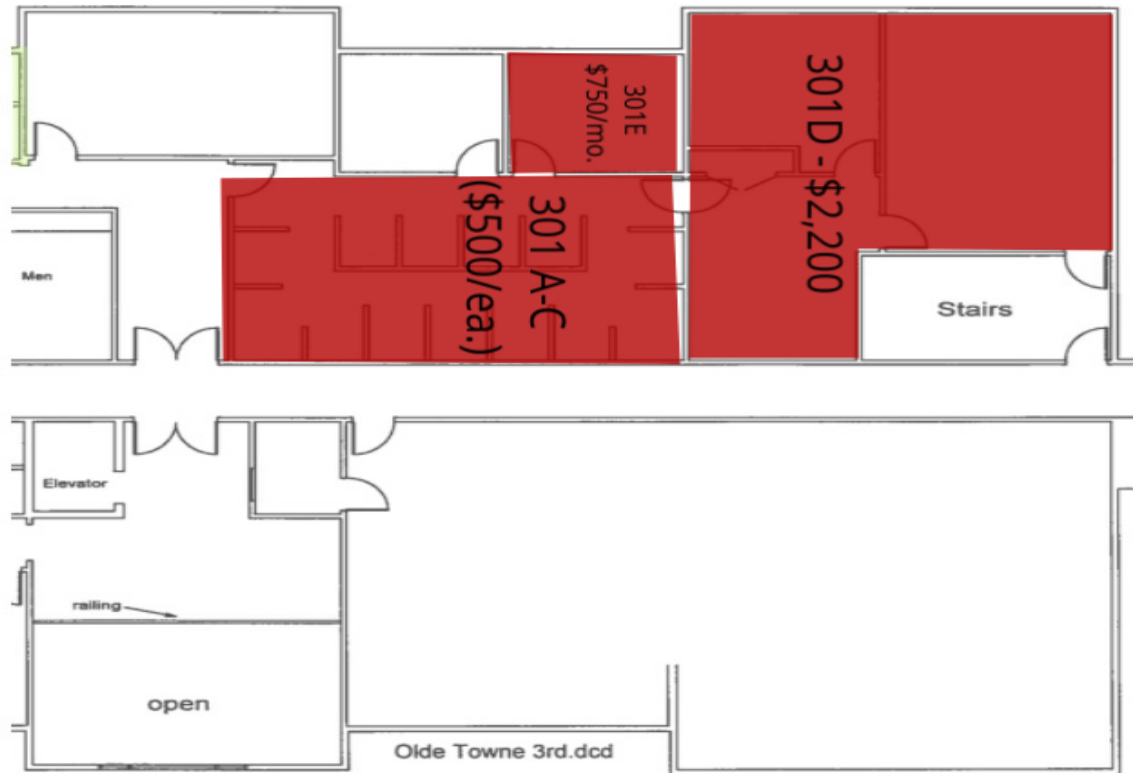 301E
$750/mo.
301D - $2,200
301 A-C
($500/ea.)
Men
Stairs
Elevator
railing
open
Olde Towne 3rd.dcd